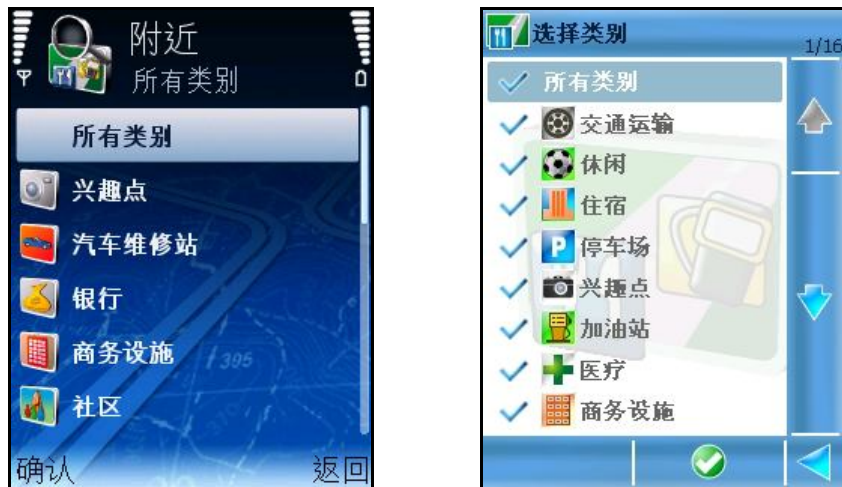 附近
所有类别
所有类别
兴趣点
汽车维修站
银行
商务设施
社区
确认
返回
选择类别
1/16
所有类别
交通运输
休闲
住宿
P
停车场
兴趣点
加油站
医疗
商务设施
395